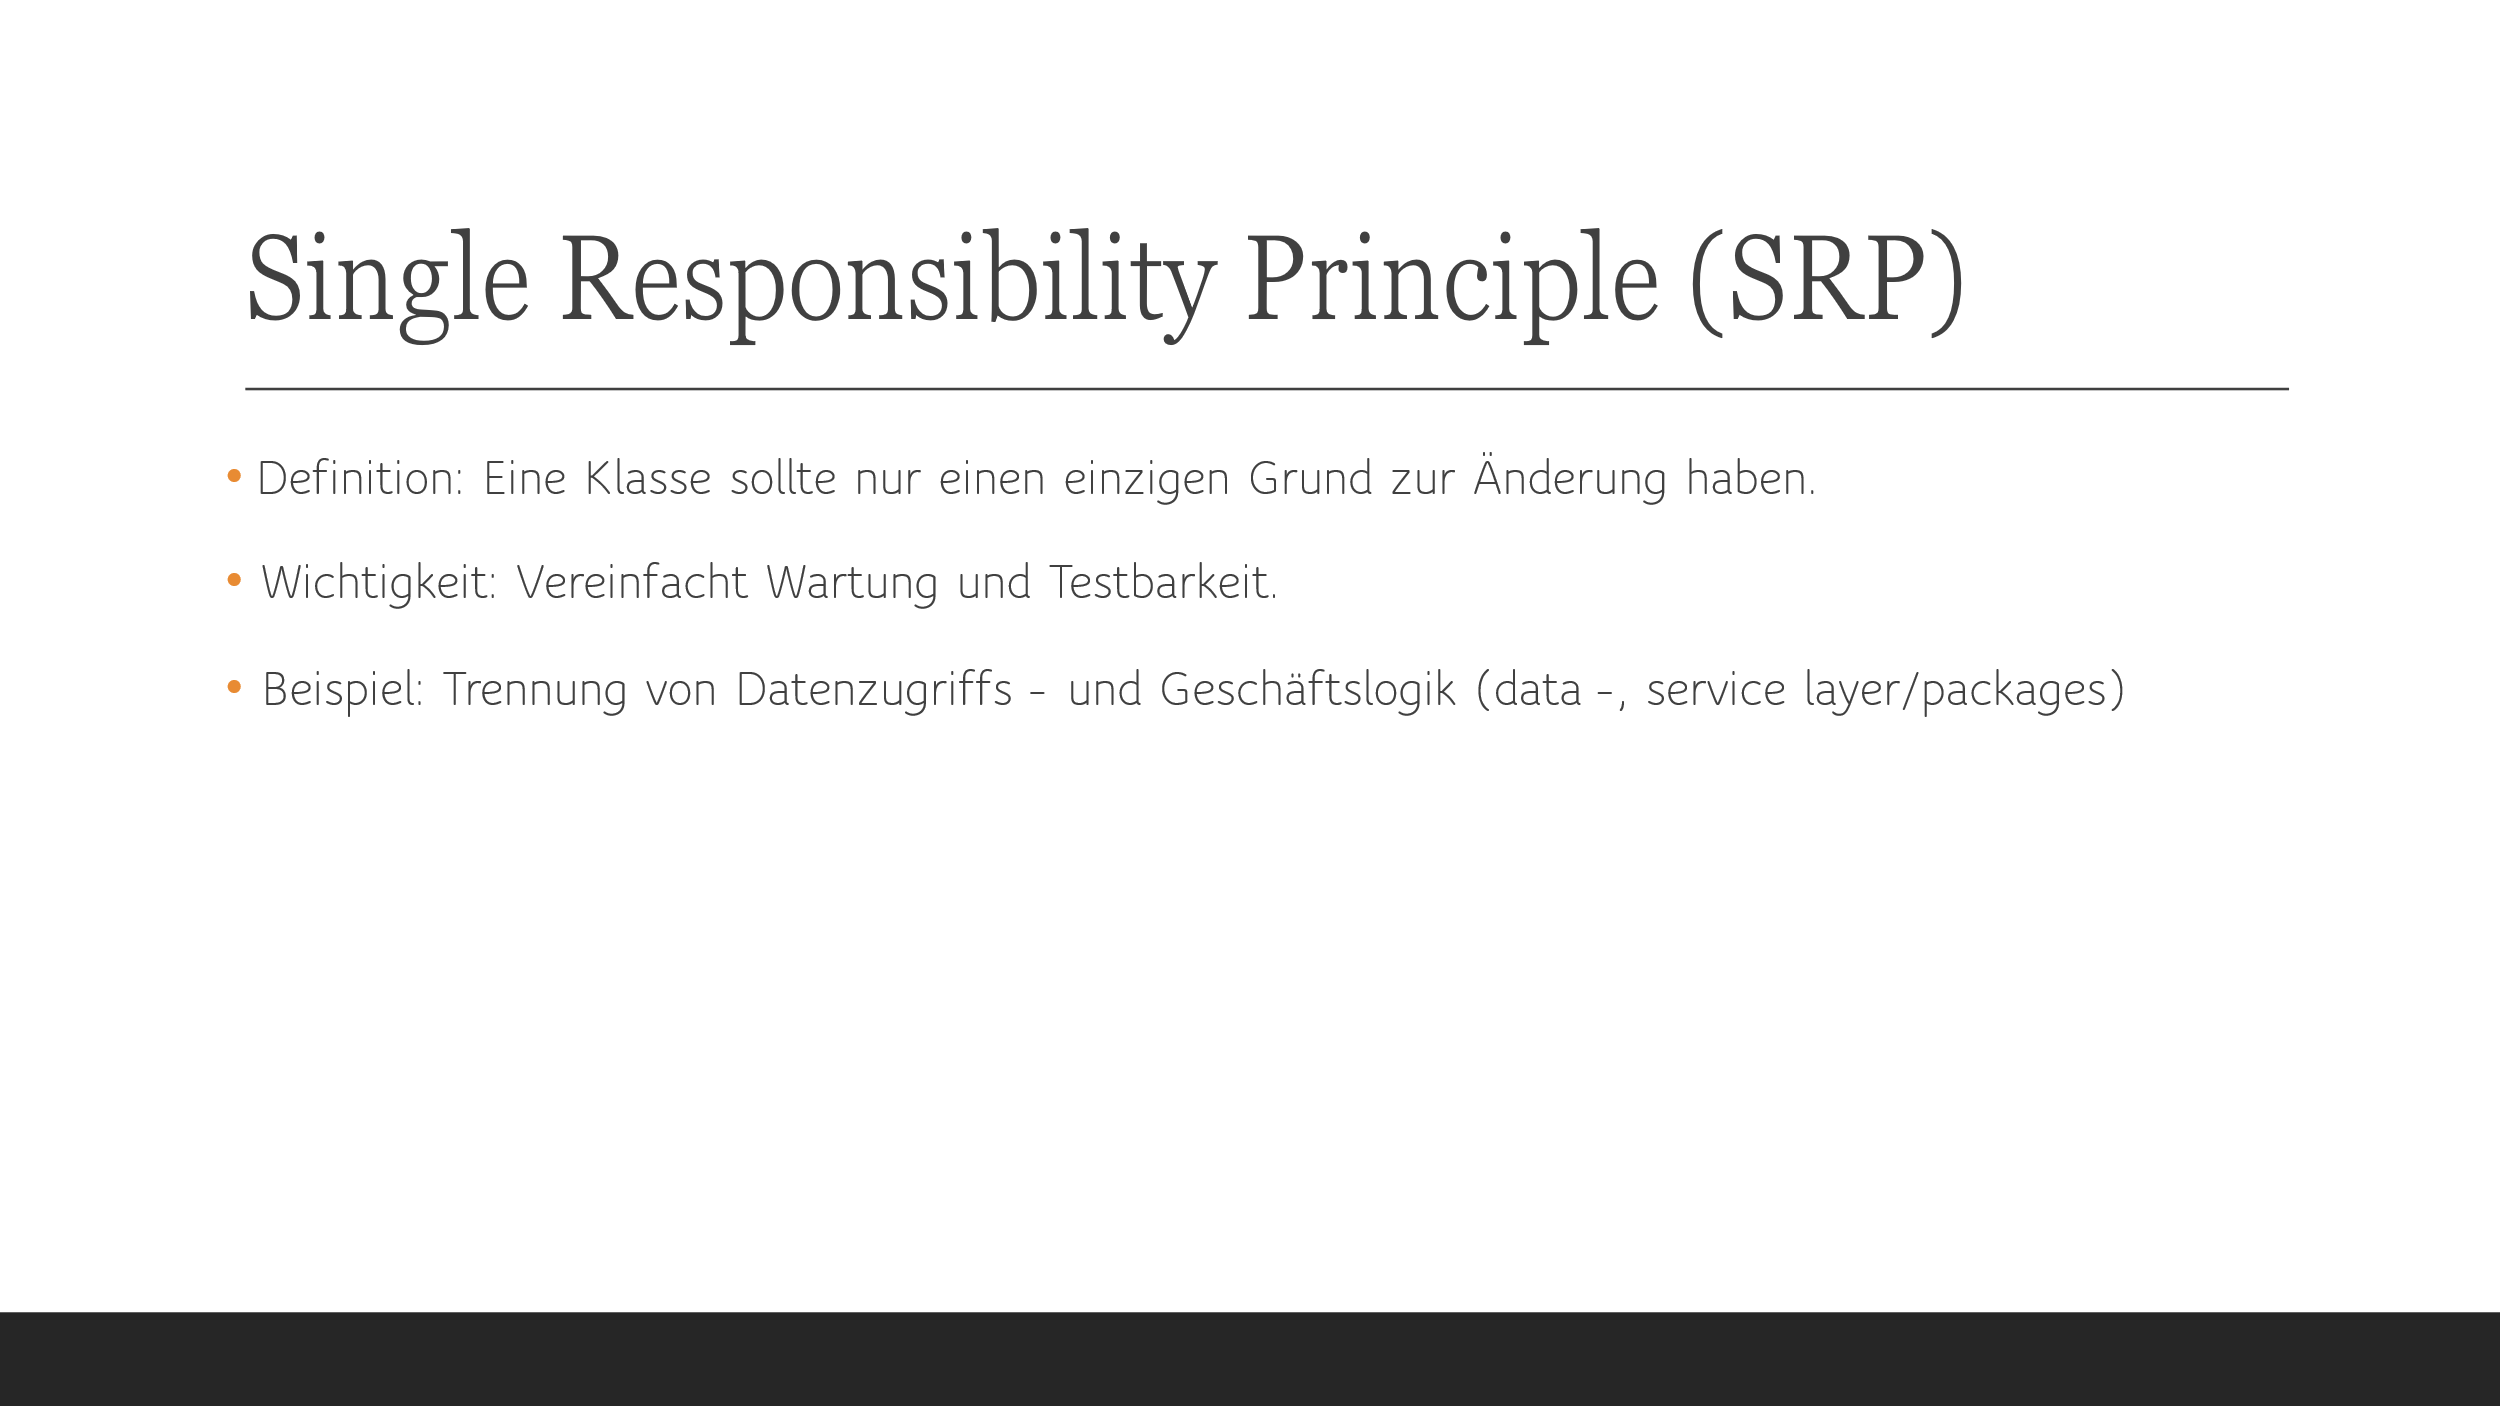 Single Responsibility Principle (SRP)
• Definition: Eine Klasse sollte nur einen einzigen Grund zur Änderung haben.
• Wichtigkeit: Vereinfacht Wartung und Testbarkeit.
• Beispiel: Trennung von Datenzugriffs - und Geschäftslogik (data -, service layer/packages)